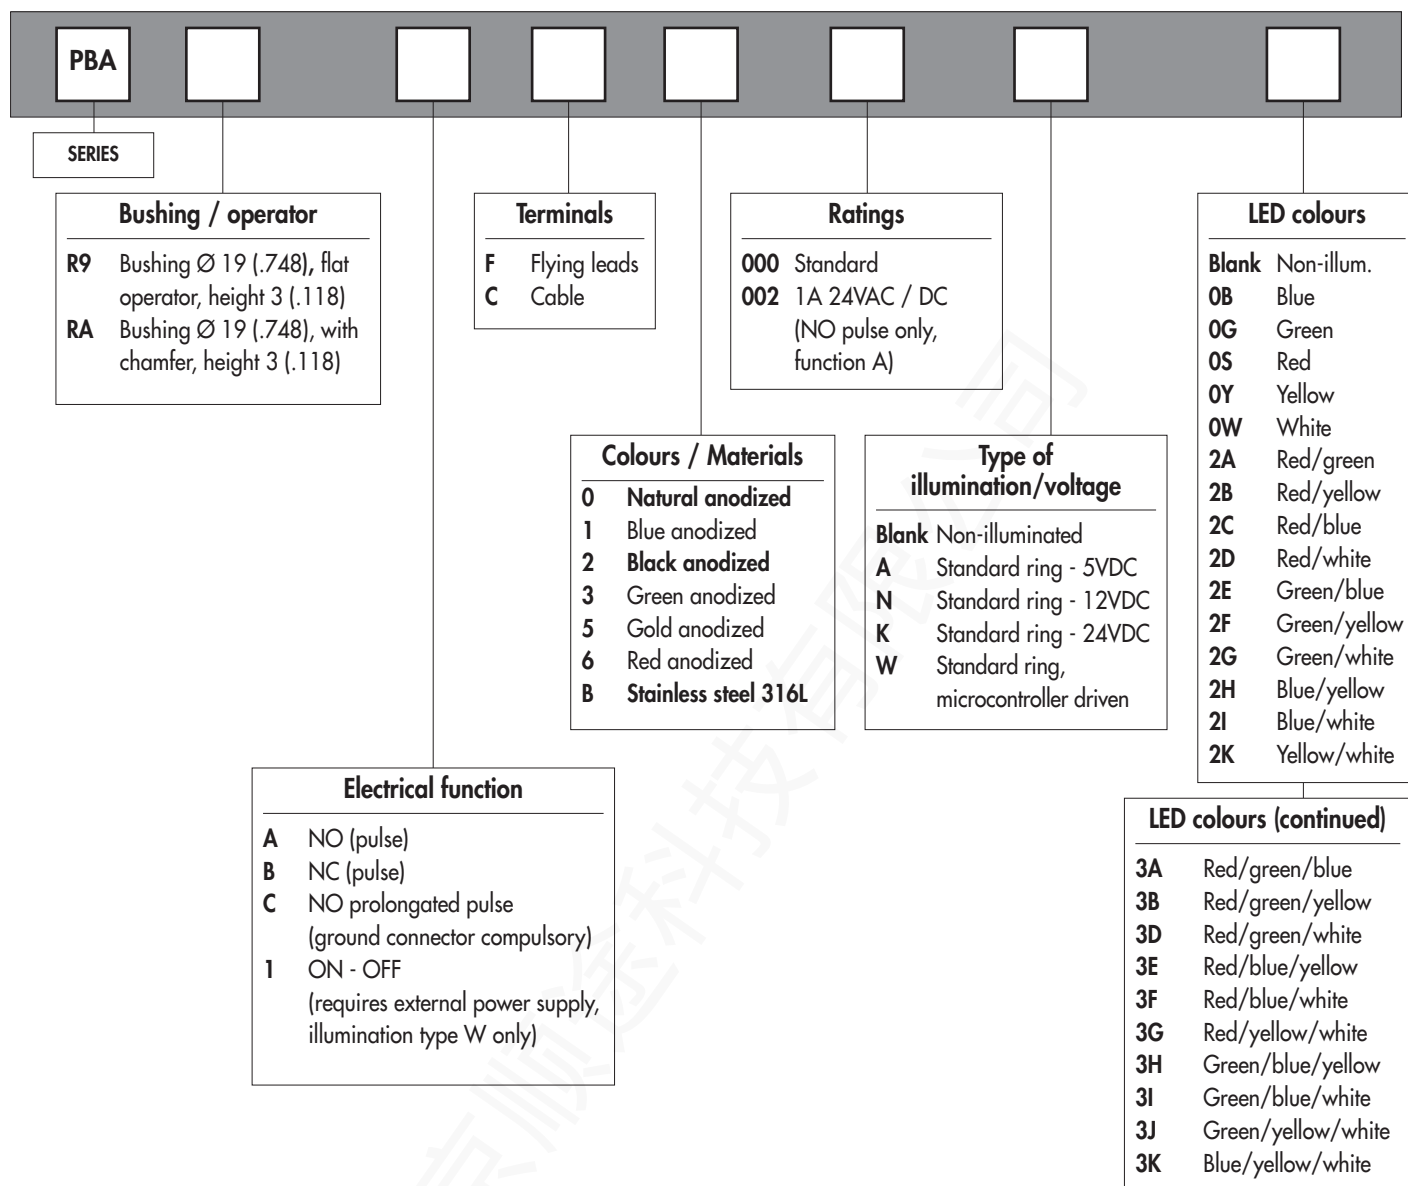 PBA
SERIES
Bushing / operator
R9 Bushing Ø 19 (.748), flat
operator, height 3 (.118)
RA Bushing Ø 19 (.748), with
chamfer, height 3 (.118)
Terminals
F Flying leads
C Cable
Ratings
000 Standard
002 1A 24VAC / DC
(NO pulse only,
function A)
LED colours
Blank Non-illum.
0B Blue
0G Green
0S Red
0Y Yellow
0W White
2A Red/green
2B Red/yellow
2C Red/blue
2D Red/white
2E Green/blue
2F Green/yellow
2G Green/white
2H Blue/yellow
2I Blue/white
2K Yellow/white
Colours / Materials
0 Natural anodized
1 Blue anodized
2 Black anodized
3 Green anodized
5 Gold anodized
6 Red anodized
B Stainless steel 316L
Type of
illumination/voltage
Blank Non-illuminated
A Standard ring - 5VDC
N Standard ring - 12VDC
K Standard ring - 24VDC
W Standard ring,
microcontroller driven
Electrical function
A NO (pulse)
B NC (pulse)
C NO prolongated pulse
(ground connector compulsory)
1 ON - OFF
(requires external power supply,
illumination type W only)
LED colours (continued)
3A Red/green/blue
3B Red/green/yellow
3D Red/green/white
3E Red/blue/yellow
3F Red/blue/white
3G Red/yellow/white
3H Green/blue/yellow
3I Green/blue/white
3J Green/yellow/white
3K Blue/yellow/white
京顺途科技有限公司